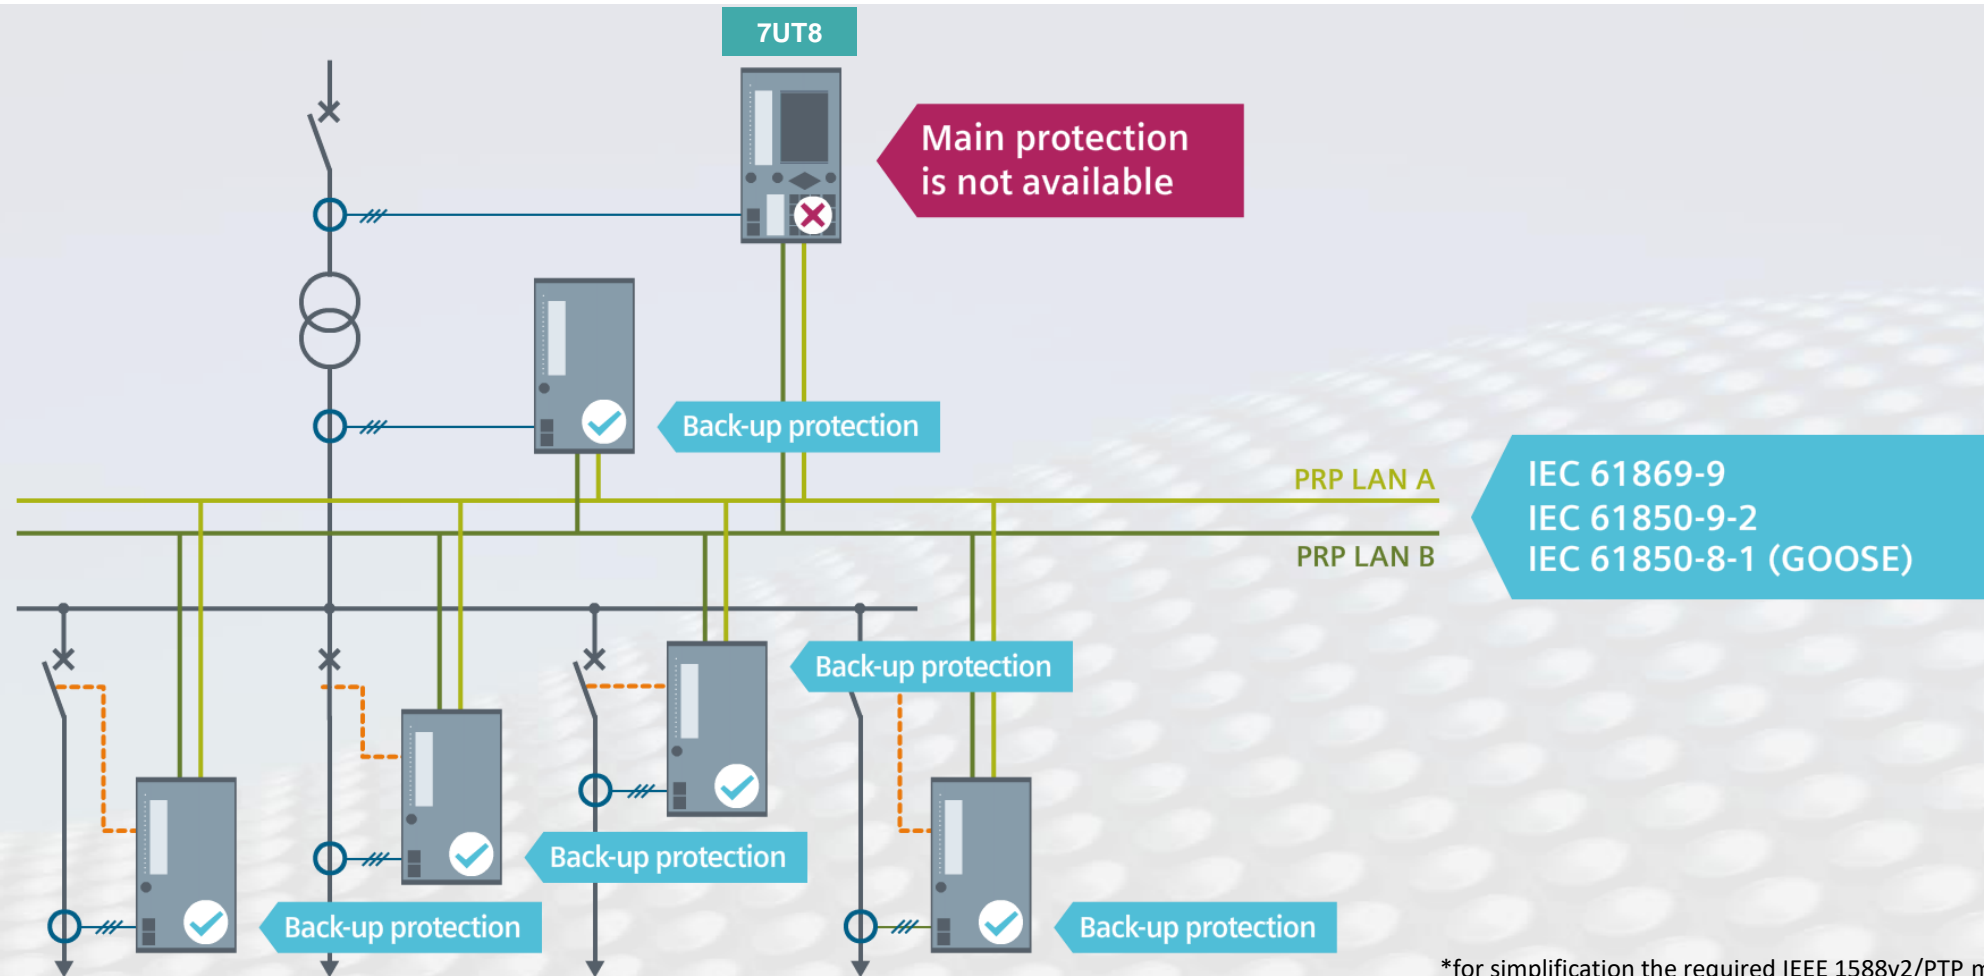 7UT8
Main protection
is not available
Back-up protection
PRP LAN A
PRP LAN B
IEC 61869-9
IEC 61850-9-2
IEC 61850-8-1 (GOOSE)
Back-up protection
Back-up protection
Back-up protection
Back-up protection
*for simplification the required IEEE 1588v2/PTP